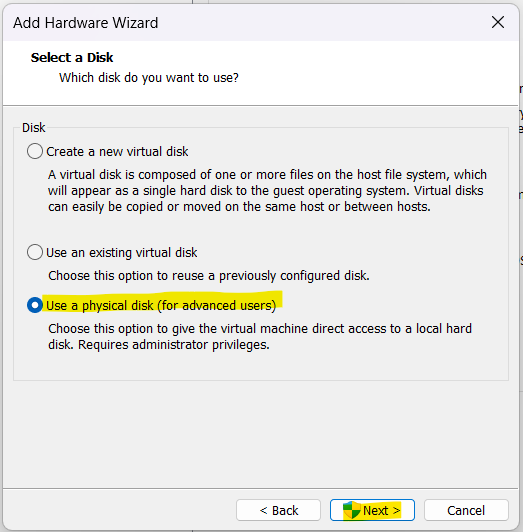 Add Hardware Wizard
Select a Disk
Which disk do you want to use?
Disk
Create a new virtual disk
A virtual disk is composed of one or more files on the host file system, which
will appear as a single hard disk to the guest operating system. Virtual disks
can easily be copied or moved on the same host or between hosts.
Use an existing virtual disk
Choose this option to reuse a previously configured disk.
Use a physical disk (for advanced users)
Choose this option to give the virtual machine direct access to a local hard
disk. Requires administrator privileges.
< Back
Next >
Cancel